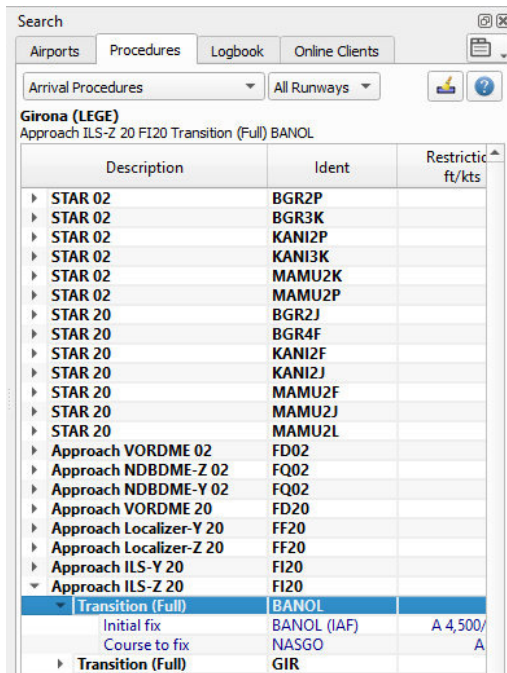 Search
Airports Procedures Logbook Online Clients
Arrival Procedures All Runways
Girona (LEGE)
Approach ILS-Z 20 FI20 Transition (Full) BANOL
Description Ident Restrictio
ft/kts
STAR 02 BGR2P
STAR 02 BGR3K
STAR 02 KANI2P
STAR 02 KANI3K
STAR 02 MAMU2K
STAR 02 MAMU2P
STAR 20 BGR2J
STAR 20 BGR4F
STAR 20 KANI2F
STAR 20 KANI2J
STAR 20 MAMU2F
STAR 20 MAMU2J
STAR 20 MAMU2L
Approach VORDME 02 FD02
Approach NDBDME-Z 02 FQ02
Approach NDBDME-Y 02 FQ02
Approach VORDME 20 FD20
Approach Localizer-Y 20 FF20
Approach Localizer-Z 20 FF20
Approach ILS-Y 20 FI20
Approach ILS-Z 20 FI20
Transition (Full) BANOL
Initial fix BANOL (IAF) A 4,500/
Course to fix NASGO A
Transition (Full) GIR